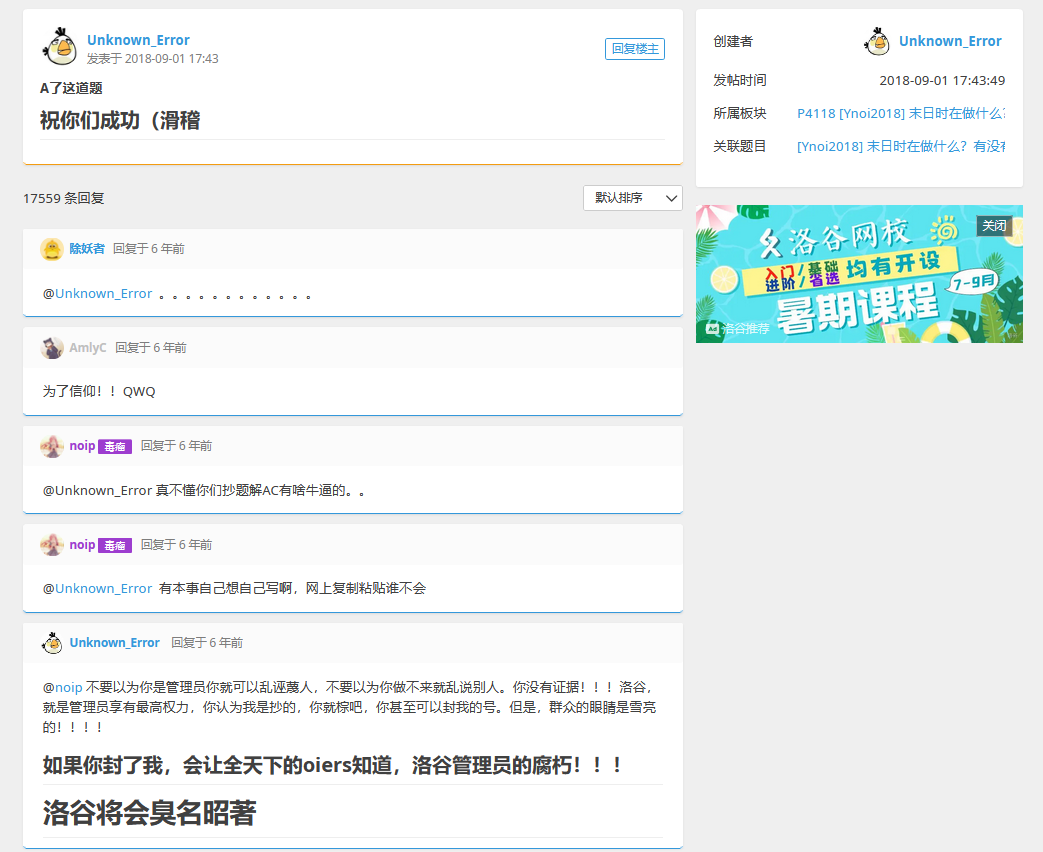 Unknown_Error
发表于 2018-09-01 17:43
回复楼主
A了这道题
祝你们成功（滑稽
17559 条回复
默认排序
除妖者 回复于 6 年前
@Unknown_Error 。。。。。。。。。。。。
AmlyC 回复于 6 年前
为了信仰！！QWQ
noip 毒瘤 回复于 6 年前
@Unknown_Error 真不懂你们抄题解AC有啥牛逼的。。
noip 毒瘤 回复于 6 年前
@Unknown_Error 有本事自己想自己写啊，网上复制粘贴谁不会
Unknown_Error 回复于 6 年前
@noip 不要以为你是管理员你就可以乱诬蔑人，不要以为你做不来就乱说别人。你没有证据！！！洛谷，
就是管理员享有最高权力，你认为我是抄的，你就棕吧，你甚至可以封我的号。但是，群众的眼睛是雪亮
的！！！！
如果你封了我，会让全天下的oiers知道，洛谷管理员的腐朽！！！
洛谷将会臭名昭著
创建者 Unknown_Error
发帖时间 2018-09-01 17:43:49
所属板块 P4118 [Ynoi2018] 末日时在做什么?
关联题目 [Ynoi2018] 末日时在做什么? 有没有
关闭
洛谷网校
入门/基础
进阶/省选
均有开设
7-9月
暑期课程
Ad 洛谷推荐